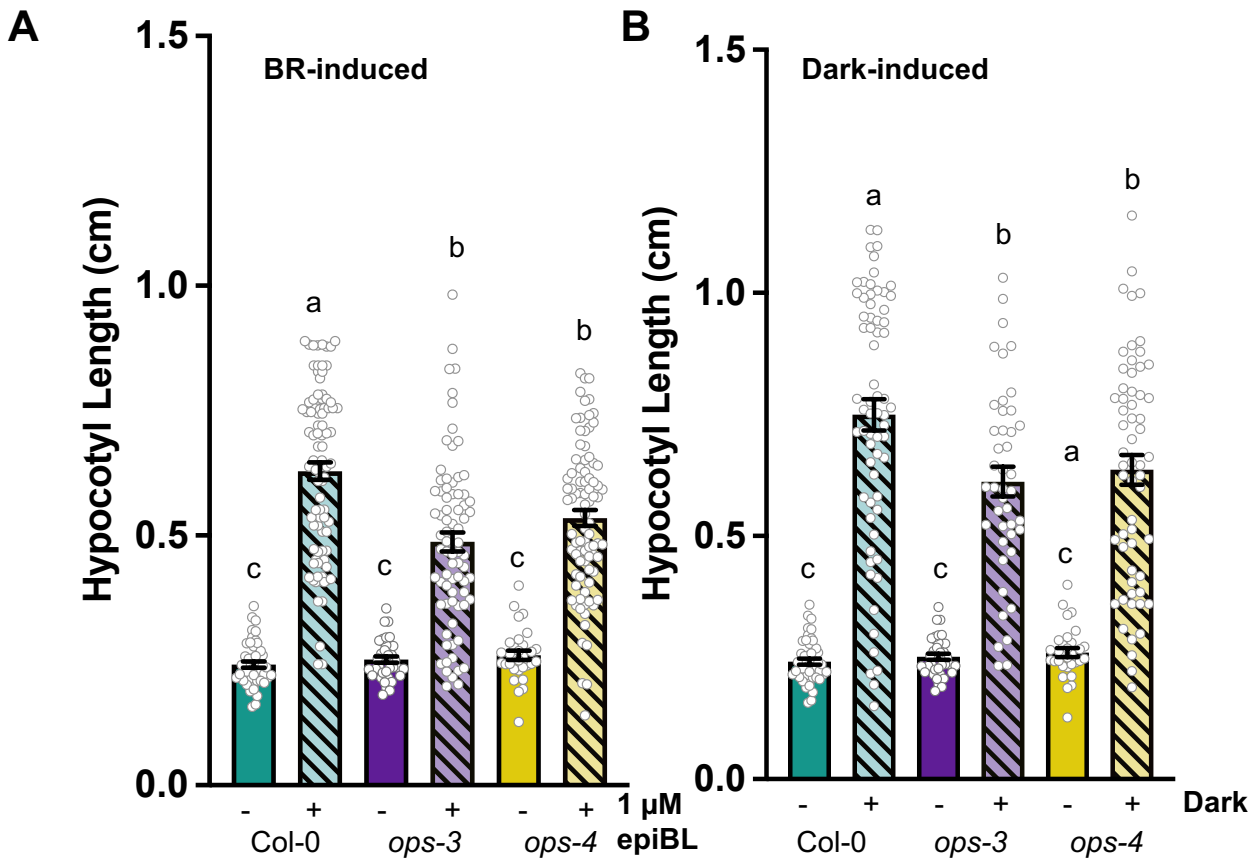 A
BR-induced
Hypocotyl Length (cm)
1.5
1.0
0.5
0.0
c
a
c
b
c
b
- + - + - + 1 µM
Col-0 ops-3 ops-4 epiBL
B
Dark-induced
Hypocotyl Length (cm)
1.5
1.0
0.5
0.0
c
a
c
b
a
c
b
- + - + - + Dark
Col-0 ops-3 ops-4